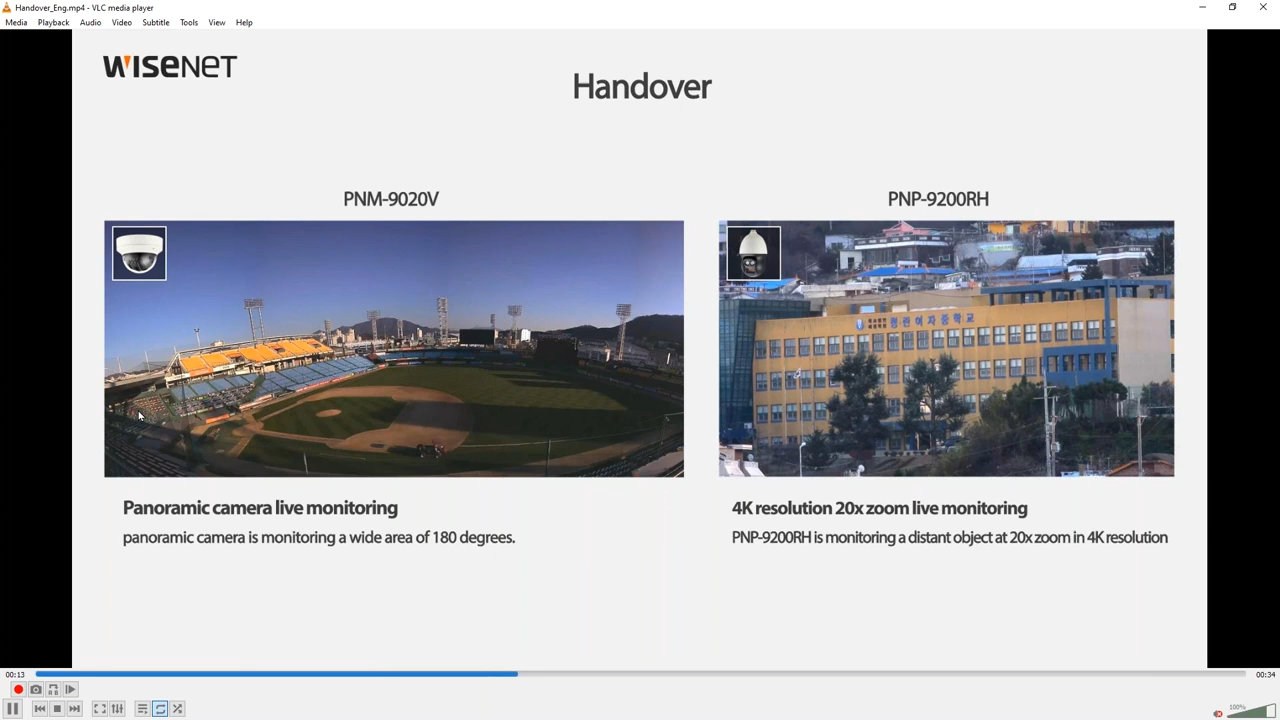 Handover_Eng.mp4 - VLC media player
Media Playback Audio Video Subtitle Tools View Help
WISENET
Handover
PNM-9020V
PNP-9200RH
Panoramic camera live monitoring
panoramic camera is monitoring a wide area of 180 degrees.
4K resolution 20x zoom live monitoring
PNP-9200RH is monitoring a distant object at 20x zoom in 4K resolution
00:13
00:34
100%